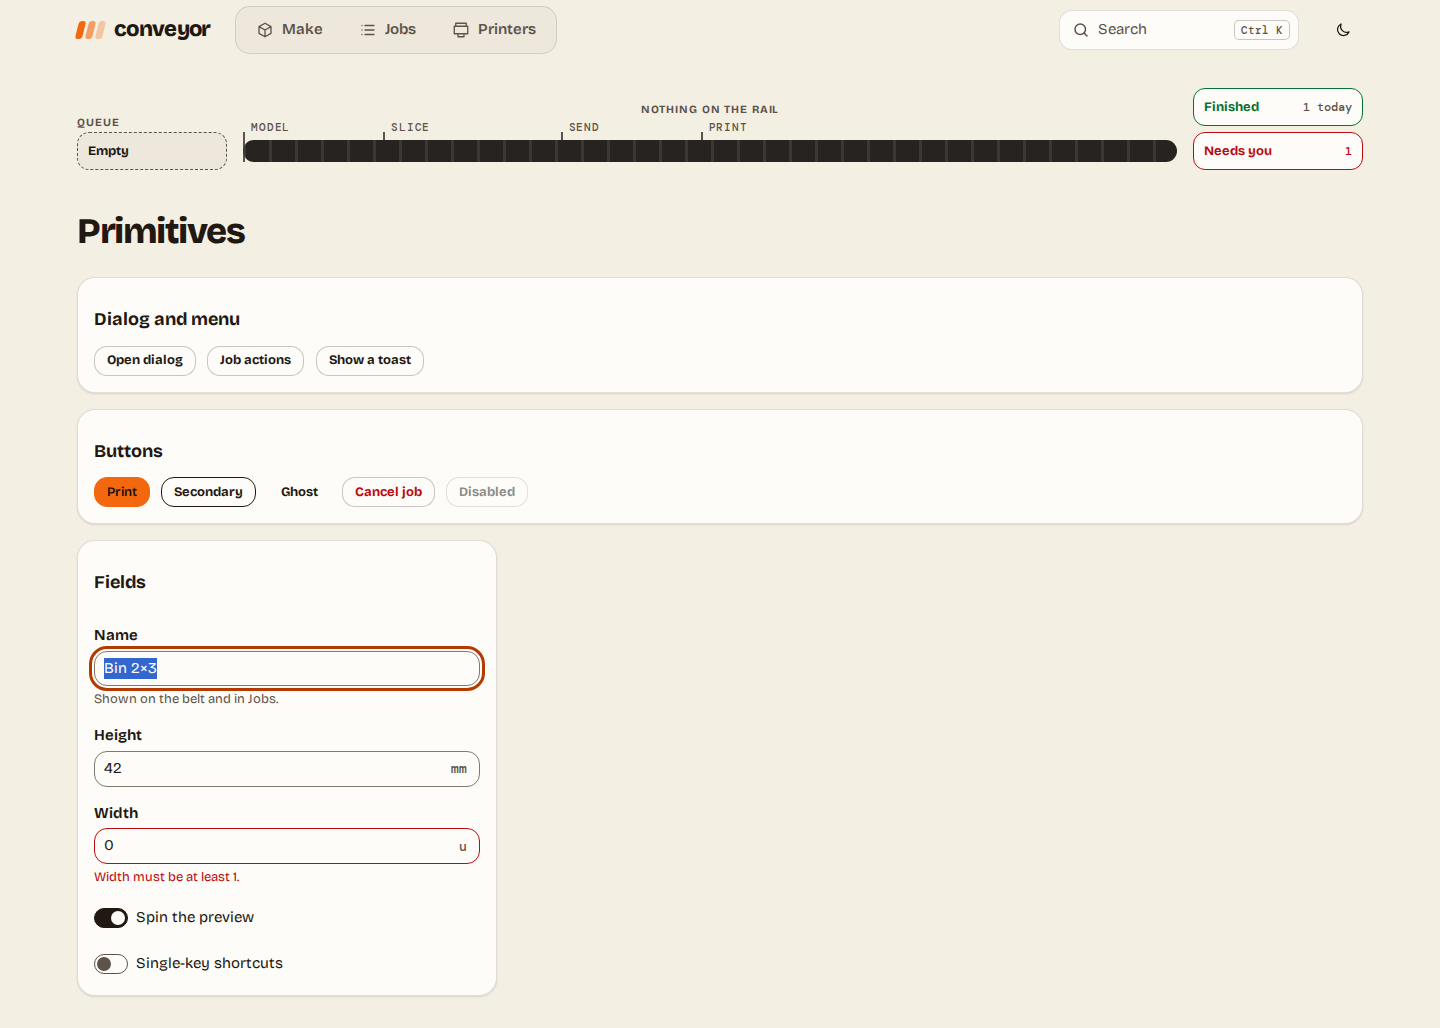 conveyor
Make
Jobs
Printers
Search
Ctrl K
QUEUE
Empty
NOTHING ON THE RAIL
MODEL
SLICE
SEND
PRINT
Finished
1 today
Needs you
1
Primitives
Dialog and menu
Open dialog
Job actions
Show a toast
Buttons
Print
Secondary
Ghost
Cancel job
Disabled
Fields
Name
Bin 2×3
Shown on the belt and in Jobs.
Height
42
mm
Width
0
u
Width must be at least 1.
Spin the preview
Single-key shortcuts